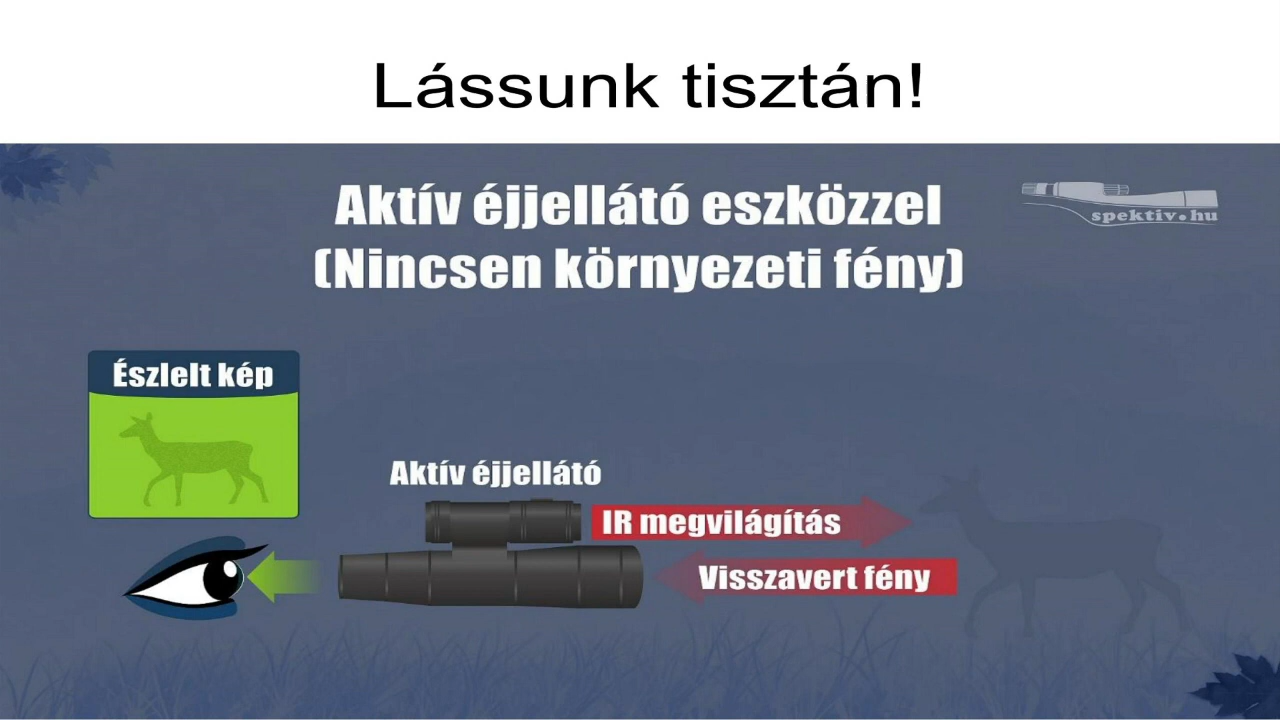 Lássunk tisztán!
Aktív éjjellátó eszközzel
(Nincsen környezeti fény)
spektiv.hu
Észlelt kép
Aktív éjjellátó
IR megvilágítás
Visszavert fény